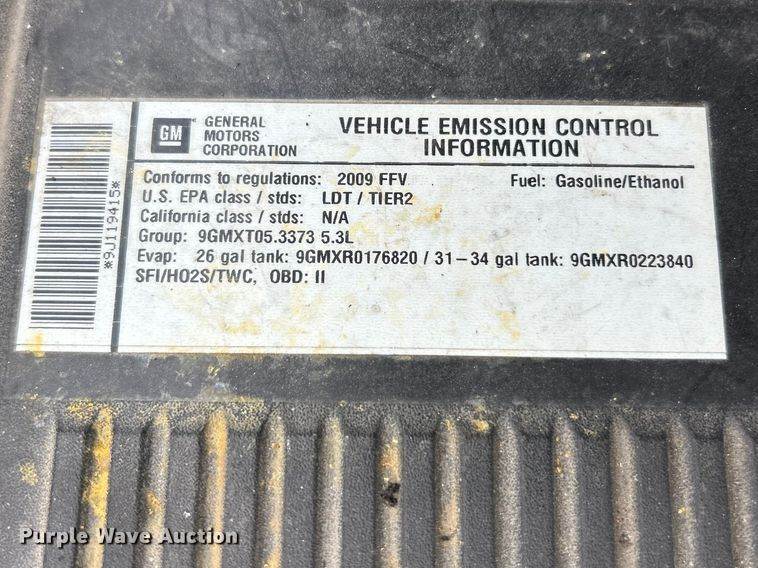 GM
GENERAL
MOTORS
CORPORATION
VEHICLE EMISSION CONTROL
INFORMATION
Conforms to regulations: 2009 FFV Fuel: Gasoline/Ethanol
U.S. EPA class / stds: LDT / TIER2
California class / stds: N/A
Group: 9GMXT05.3373 5.3L
Evap: 26 gal tank: 9GMXR0176820 / 31-34 gal tank: 9GMXR0223840
SFI/HO2S/TWC, OBD: II
*9J119415*
Purple Wave Auction